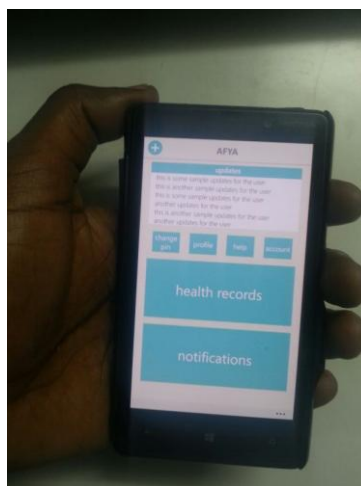 AFYA
updates
this is some sample updates for the user
this is another sample updates for the user
this is some sample updates for the user
another updates for the user
this is another sample updates for the user
another updates for the user
change pin
profile
help
account
health records
notifications